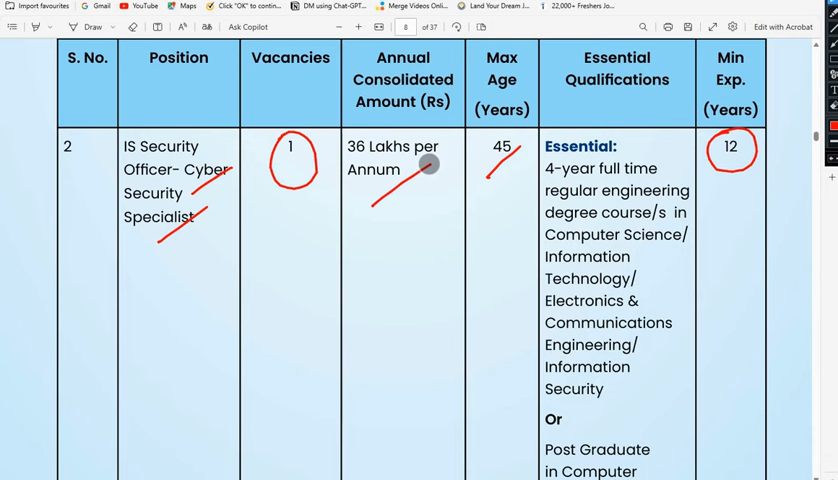 Import favourites Gmail YouTube Maps Click "OK" to contin... DM using Chat-GPT... Merge Videos Onlin... Land Your Dream J... 22,000+ Freshers Jo...
Draw Ask Copilot 8 of 37 Edit with Acrobat
S. No. Position Vacancies Annual Consolidated Amount (Rs) Max Age (Years) Essential Qualifications Min Exp. (Years)
2
IS Security
Officer- Cyber
Security
Specialist
1
36 Lakhs per
Annum
45
Essential:
4-year full time
regular engineering
degree course/s in
Computer Science/
Information
Technology/
Electronics &
Communications
Engineering/
Information
Security
Or
Post Graduate
in Computer
12